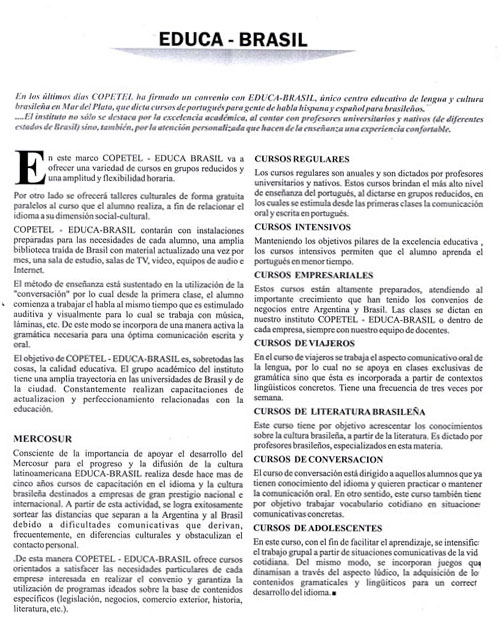 EDUCA - BRASIL
En los últimos días COPETEL ha firmado un convenio con EDUCA-BRASIL, único centro educativo de lengua y cultura
brasileña en Mar del Plata, que dicta cursos de portugués para gente de habla hispana y español para brasileños.
....El instituto no sólo se destaca por la excelencia académica, al contar con profesores universitarios y nativos (de diferentes
estados de Brasil) sino, también, por la atención personalizada que hacen de la enseñanza una experiencia confortable.
En este marco COPETEL - EDUCA BRASIL va a
ofrecer una variedad de cursos en grupos reducidos y
una amplitud y flexibilidad horaria.
Por otro lado se ofrecerá talleres culturales de forma gratuita
paralelos al curso que el alumno realiza, a fin de relacionar el
idioma a su dimensión social-cultural.
COPETEL - EDUCA-BRASIL contarán con instalaciones
preparadas para las necesidades de cada alumno, una amplia
biblioteca traída de Brasil con material actualizado una vez por
mes, una sala de estudio, salas de TV, video, equipos de audio e
Internet.
El método de enseñanza está sustentado en la utilización de la
"conversación" por lo cual desde la primera clase, el alumno
comienza a trabajar el habla al mismo tiempo que es estimulado
auditiva y visualmente para lo cual se trabaja con música,
láminas, etc. De este modo se incorpora de una manera activa la
gramática necesaria para una óptima comunicación escrita y
oral.
El objetivo de COPETEL - EDUCA-BRASIL es, sobretodas las
cosas, la calidad educativa. El grupo académico del instituto
tiene una amplia trayectoria en las universidades de Brasil y de
la ciudad. Constantemente realizan capacitaciones de
actualizacion y perfeccionamiento relacionadas con la
educación.
MERCOSUR
Consciente de la importancia de apoyar el desarrollo del
Mercosur para el progreso y la difusión de la cultura
latinoamericana EDUCA-BRASIL realiza desde hace mas de
cinco años cursos de capacitación en el idioma y la cultura
brasileña destinados a empresas de gran prestigio nacional e
internacional. A partir de esta actividad, se logra exitosamente
sortear las distancias que separan a la Argentina y al Brasil
debido a dificultades comunicativas que derivan,
frecuentemente, en diferencias culturales y obstaculizan el
contacto personal.
.De esta manera COPETEL - EDUCA-BRASIL ofrece cursos
orientados a satisfacer las necesidades particulares de cada
empresa interesada en realizar el convenio y garantiza la
utilización de programas ideados sobre la base de contenidos
específicos (legislación, negocios, comercio exterior, historia,
literatura, etc.).
CURSOS REGULARES
Los cursos regulares son anuales y son dictados por profesores
universitarios y nativos. Estos cursos brindan el más alto nivel
de enseñanza del portugués, al dictarse en grupos reducidos, en
los cuales se estimula desde las primeras clases la comunicación
oral y escrita en portugués.
CURSOS INTENSIVOS
Manteniendo los objetivos pilares de la excelencia educativa ,
los cursos intensivos permiten que el alumno aprenda el
portugués en menor tiempo.
CURSOS EMPRESARIALES
Estos cursos están altamente preparados, atendiendo al
importante crecimiento que han tenido los convenios de
negocios entre Argentina y Brasil. Las clases se dictan en
nuestro instituto COPETEL - EDUCA-BRASIL o dentro de
cada empresa, siempre con nuestro equipo de docentes.
CURSOS DE VIAJEROS
En el curso de viajeros se trabaja el aspecto comunicativo oral de
la lengua, por lo cual no se apoya en clases exclusivas de
gramática sino que ésta es incorporada a partir de contextos
lingüísticos concretos. Tiene una frecuencia de tres veces por
semana.
CURSOS DE LITERATURA BRASILEÑA
Este curso tiene por objetivo acrescentar los conocimientos
sobre la cultura brasileña, a partir de la literatura. Es dictado por
profesores brasileños, especializados en esta materia.
CURSOS DE CONVERSACION
El curso de conversación está dirigido a aquellos alumnos que ya
tienen conocimiento del idioma y quieren practicar o mantener
la comunicación oral. En otro sentido, este curso también tiene
por objetivo trabajar vocabulario cotidiano en situaciones
comunicativas concretas.
CURSOS DE ADOLESCENTES
En este curso, con el fin de facilitar el aprendizaje, se intensific
el trabajo grupal a partir de situaciones comunicativas de la vid
cotidiana. Del mismo modo, se incorporan juegos qu
dinamisan a través del aspecto lúdico, la adquisición de lo
contenidos gramaticales y lingüiticos para un correct
desarrollo del idioma.■